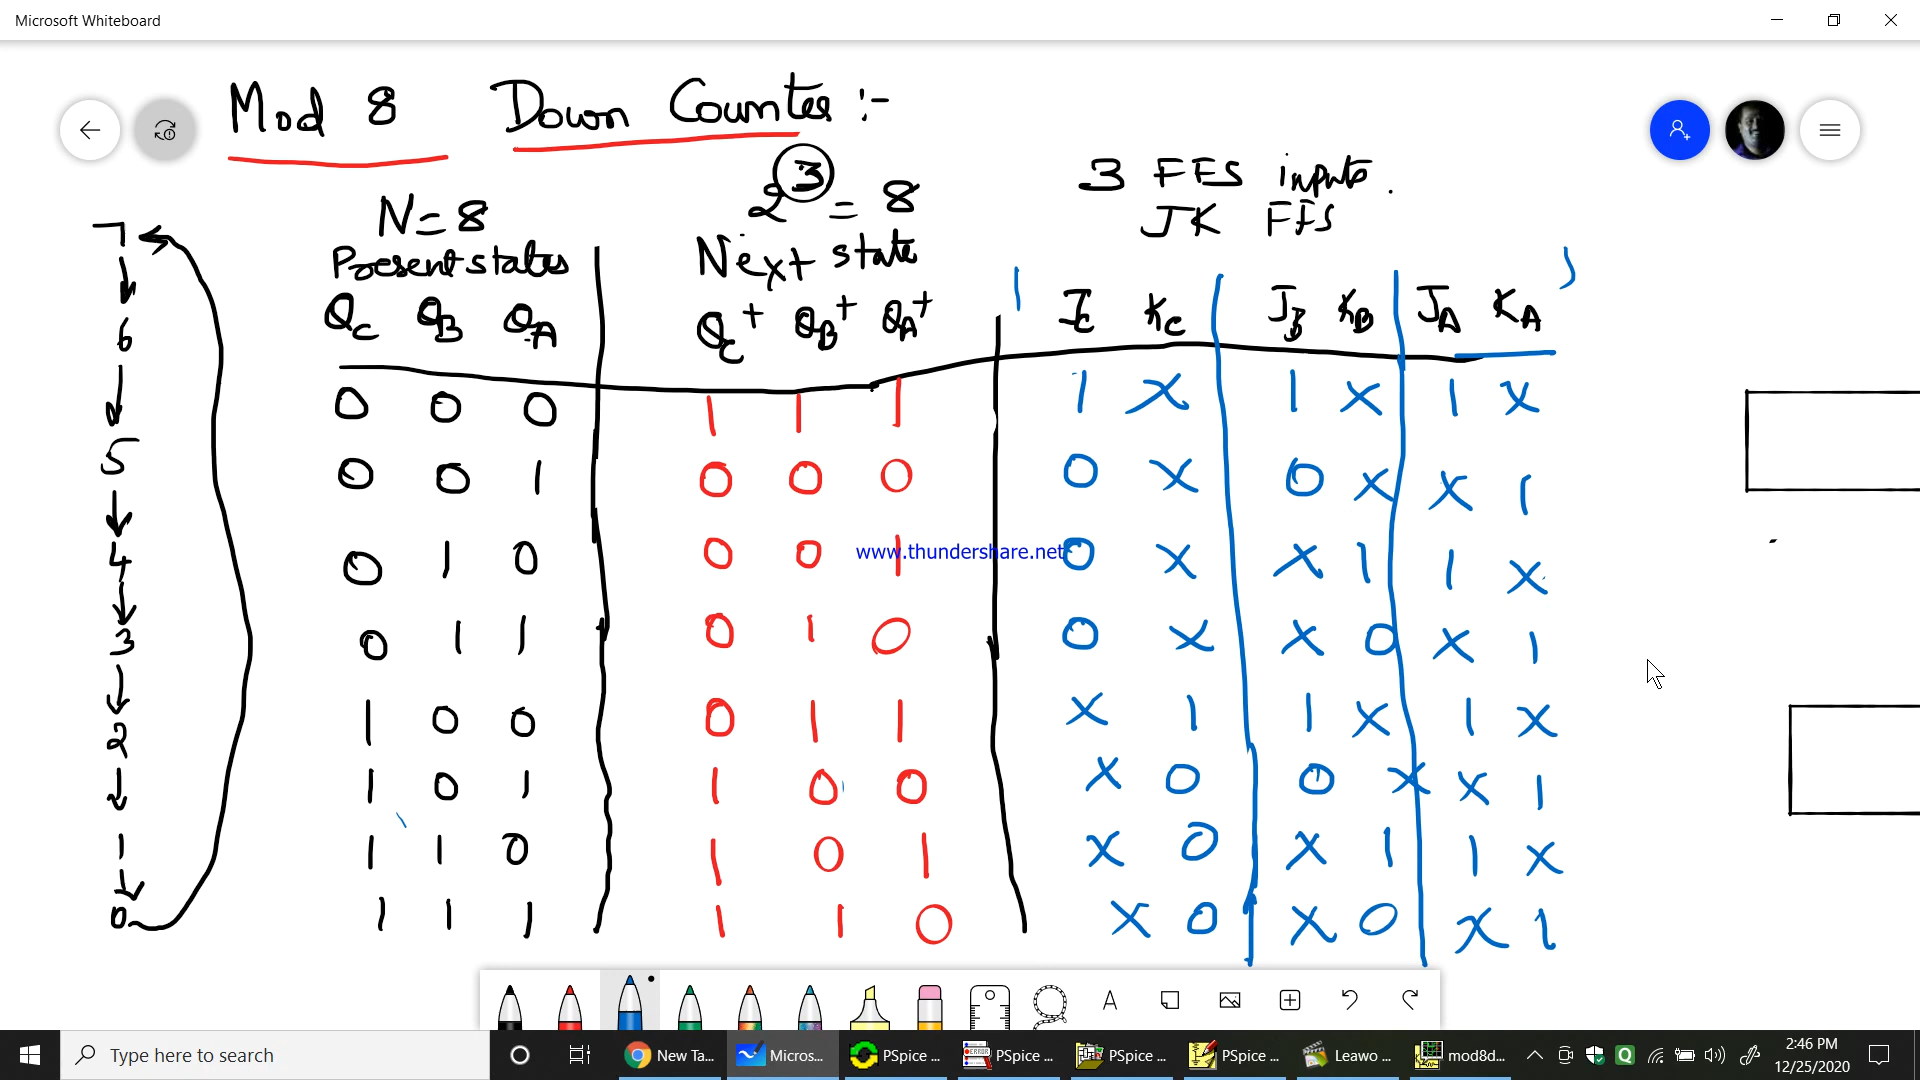 Microsoft Whiteboard
Mod 8 Down Counter :-
N=8
2^3 = 8
3 FFS inputs.
JK FFS
Present states
Next state
QC QB QA QC+ QB+ QA+ JC KC JB KB JA KA
0 0 0 1 1 1 1 x 1 x 1 x
0 0 1 0 0 0 0 x 0 x x 1
0 1 0 0 0 1 0 x x 1 1 x
0 1 1 0 1 0 0 x x 0 x 1
1 0 0 0 1 1 x 1 1 x 1 x
1 0 1 1 0 0 x 0 0 x x 1
1 1 0 1 0 1 x 0 x 1 1 x
1 1 1 1 1 0 x 0 x 0 x 1
7
6
5
4
3
2
1
0
www.thundershare.net
Type here to search
New Ta...
Micros...
PSpice ...
PSpice ...
PSpice ...
PSpice ...
Leawo ...
mod8d...
2:46 PM
12/25/2020